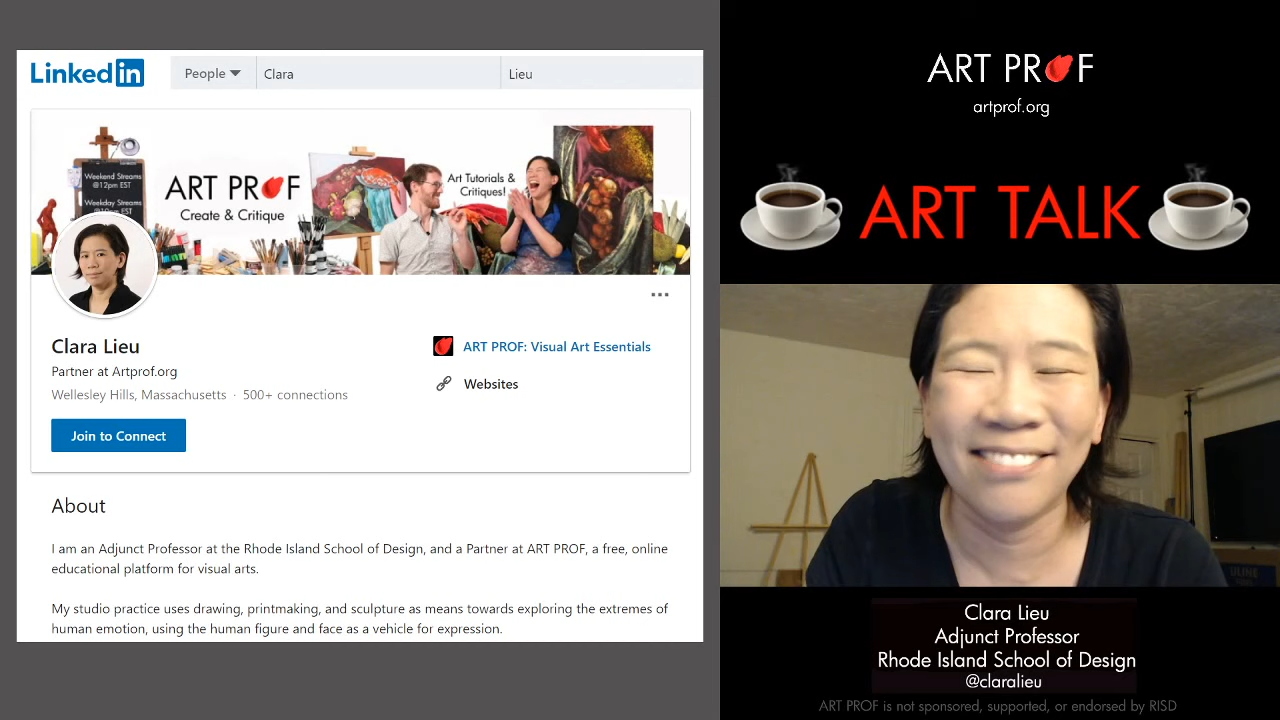 LinkedIn
People
Clara
Lieu
Weekend Streams
@12pm EST
Weekday Streams
ART PROF
Create & Critique
Art Tutorials &
Critiques!
Clara Lieu
Partner at Artprof.org
Wellesley Hills, Massachusetts · 500+ connections
Join to Connect
ART PROF: Visual Art Essentials
Websites
About
I am an Adjunct Professor at the Rhode Island School of Design, and a Partner at ART PROF, a free, online
educational platform for visual arts.
My studio practice uses drawing, printmaking, and sculpture as means towards exploring the extremes of
human emotion, using the human figure and face as a vehicle for expression.
ART PROF
artprof.org
ART TALK
ULINE
Clara Lieu
Adjunct Professor
Rhode Island School of Design
@claralieu
ART PROF is not sponsored, supported, or endorsed by RISD